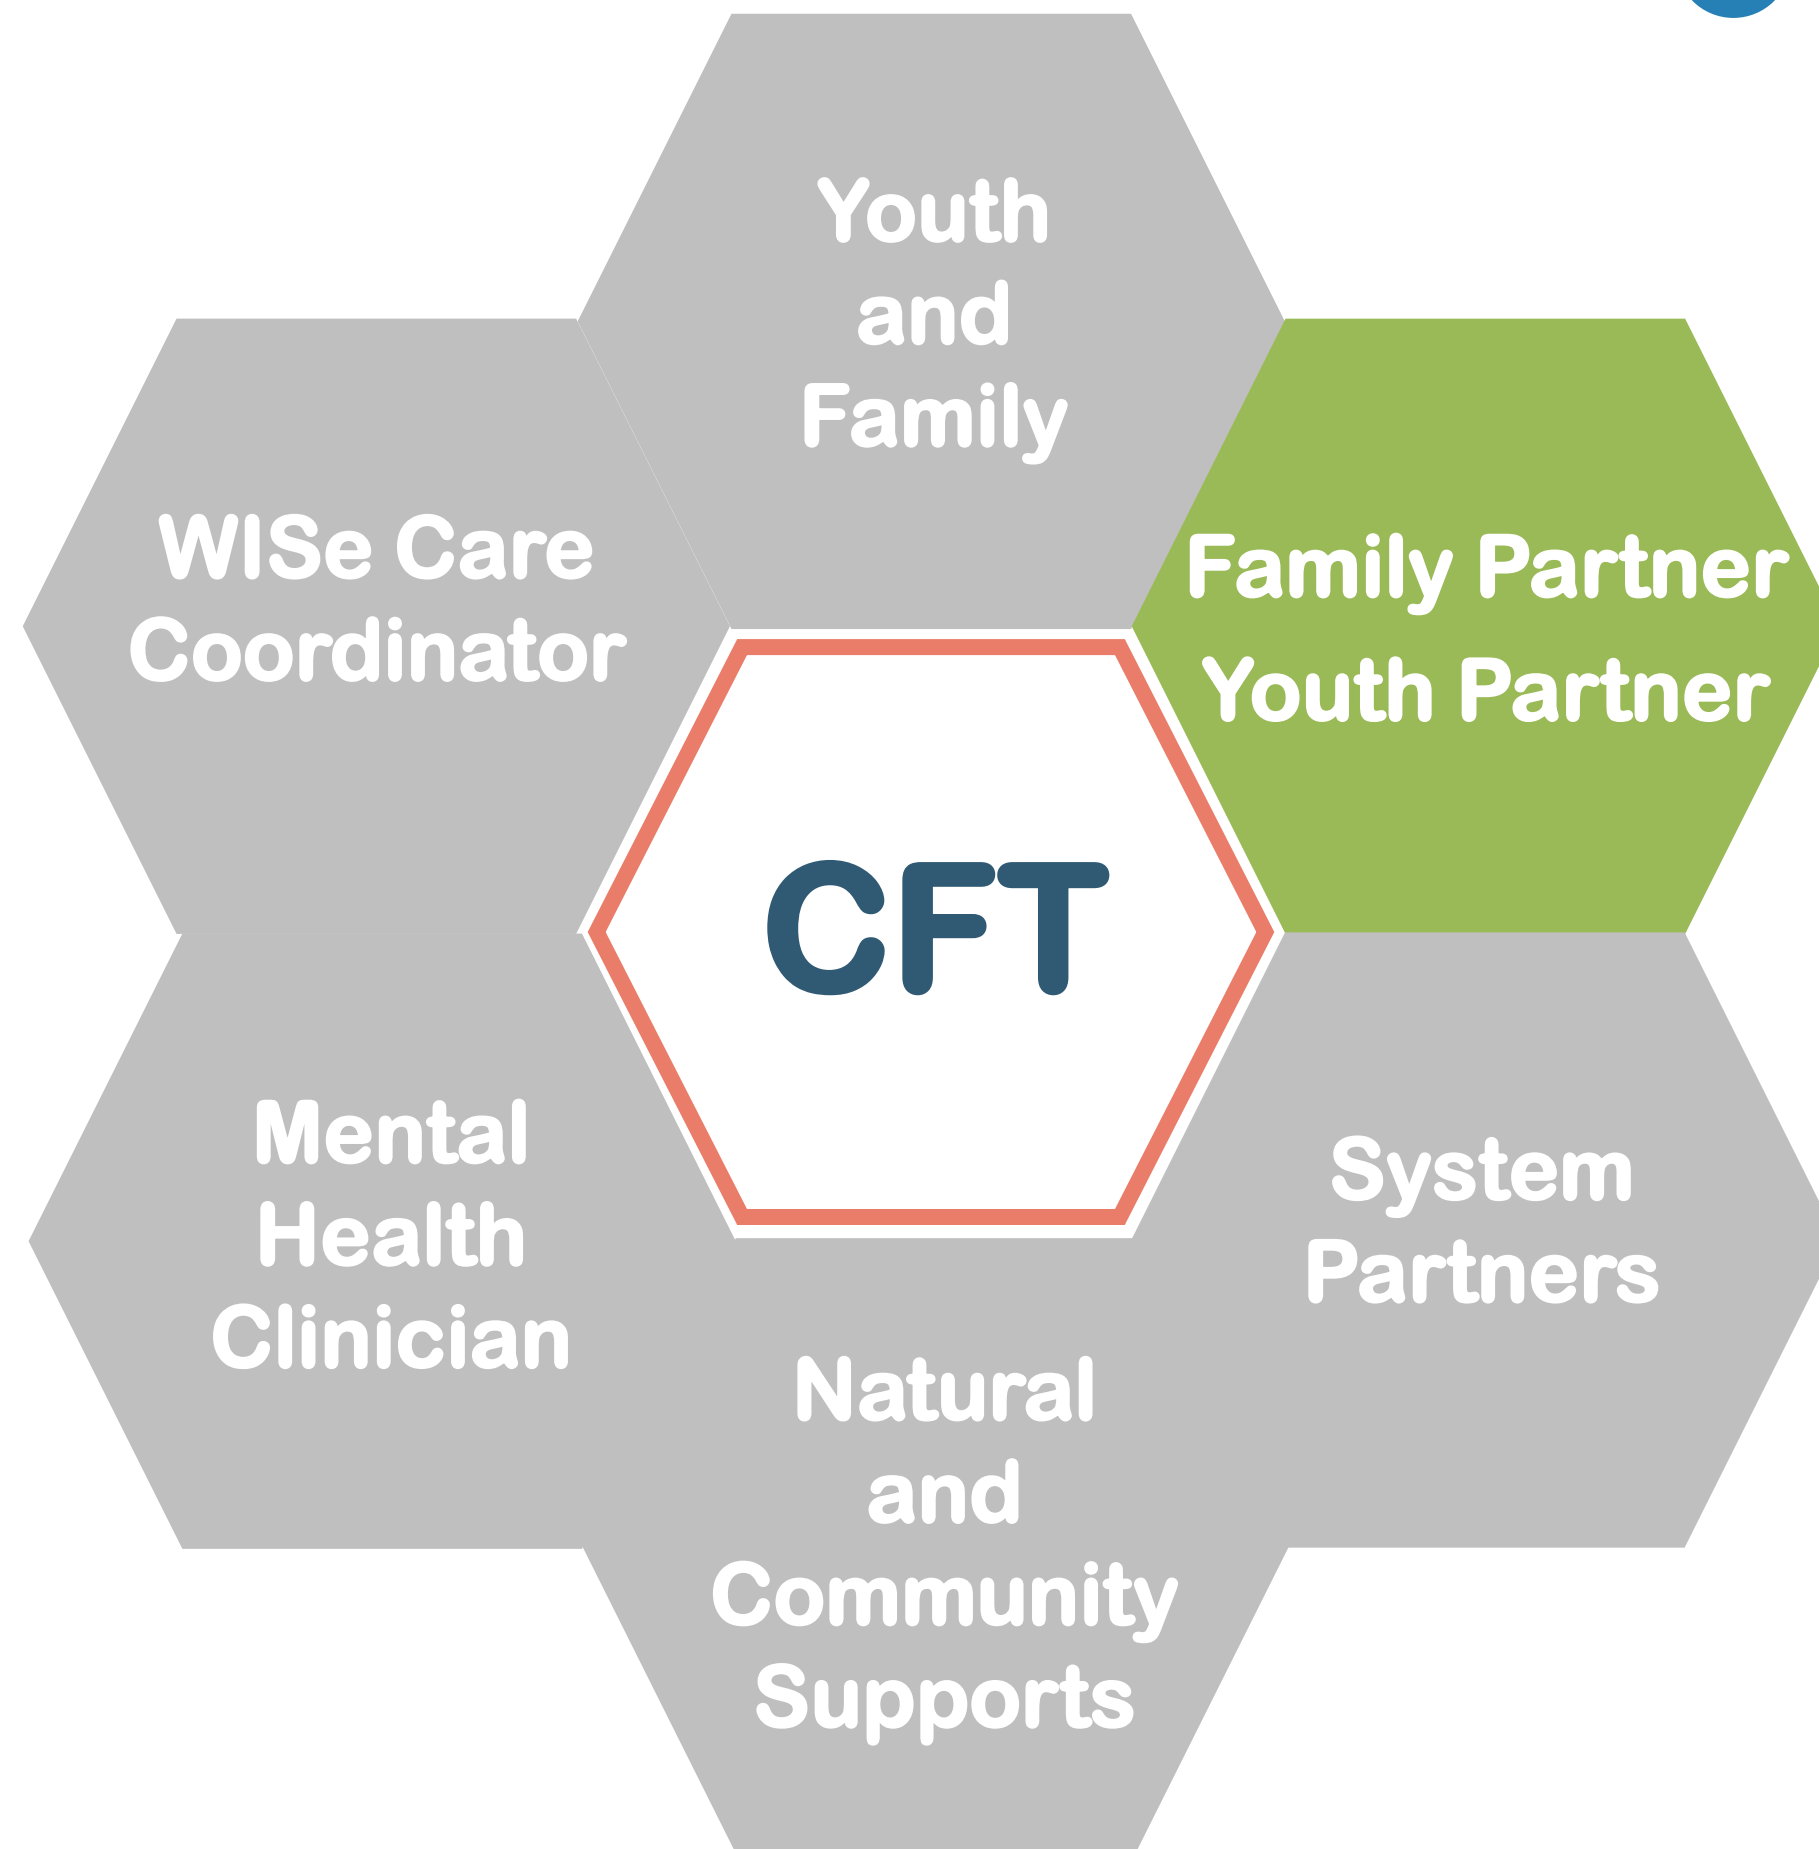 Youth
and
Family
WISe Care
Coordinator
Family Partner
Youth Partner
CFT
Mental
Health
Clinician
System
Partners
Natural
and
Community
Supports